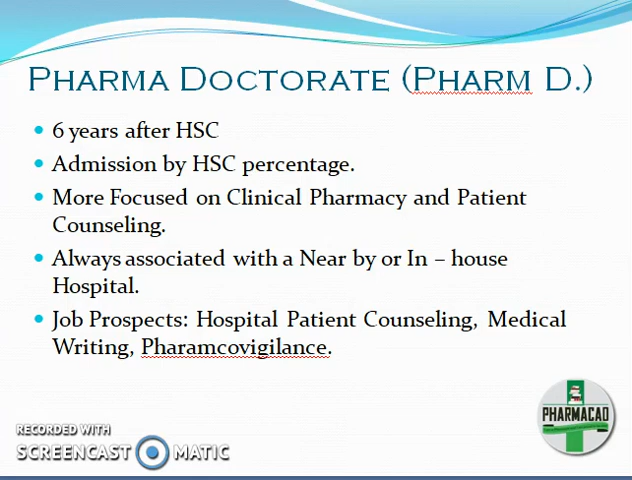 PHARMA DOCTORATE (PHARM D.)
6 years after HSC
Admission by HSC percentage.
More Focused on Clinical Pharmacy and Patient
Counseling.
Always associated with a Near by or In – house
Hospital.
Job Prospects: Hospital Patient Counseling, Medical
Writing, Pharamcovigilance.
PHARMACAD
RECORDED WITH
SCREENCAST MATIC